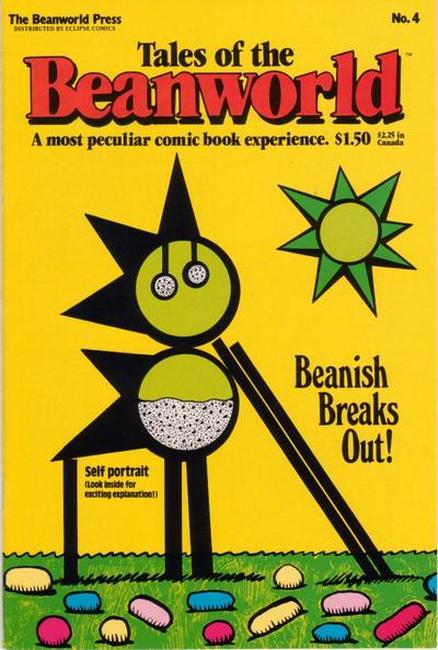 The Beanworld Press
DISTRIBUTED BY ECLIPSE COMICS
No. 4
Tales of the
Beanworld™
A most peculiar comic book experience. $1.50 $2.25 in
Canada
Beanish
Breaks
Out!
Self portrait
(Look inside for
exciting explanation!)